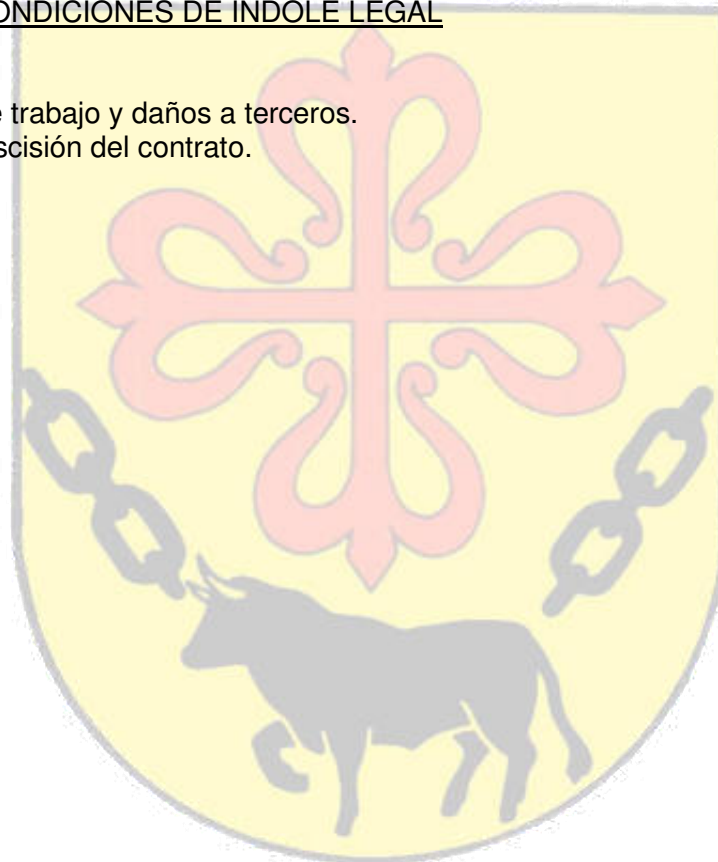 ONDICIONES DE INDOLE LEGAL
e trabajo y daños a terceros.
scisión del contrato.